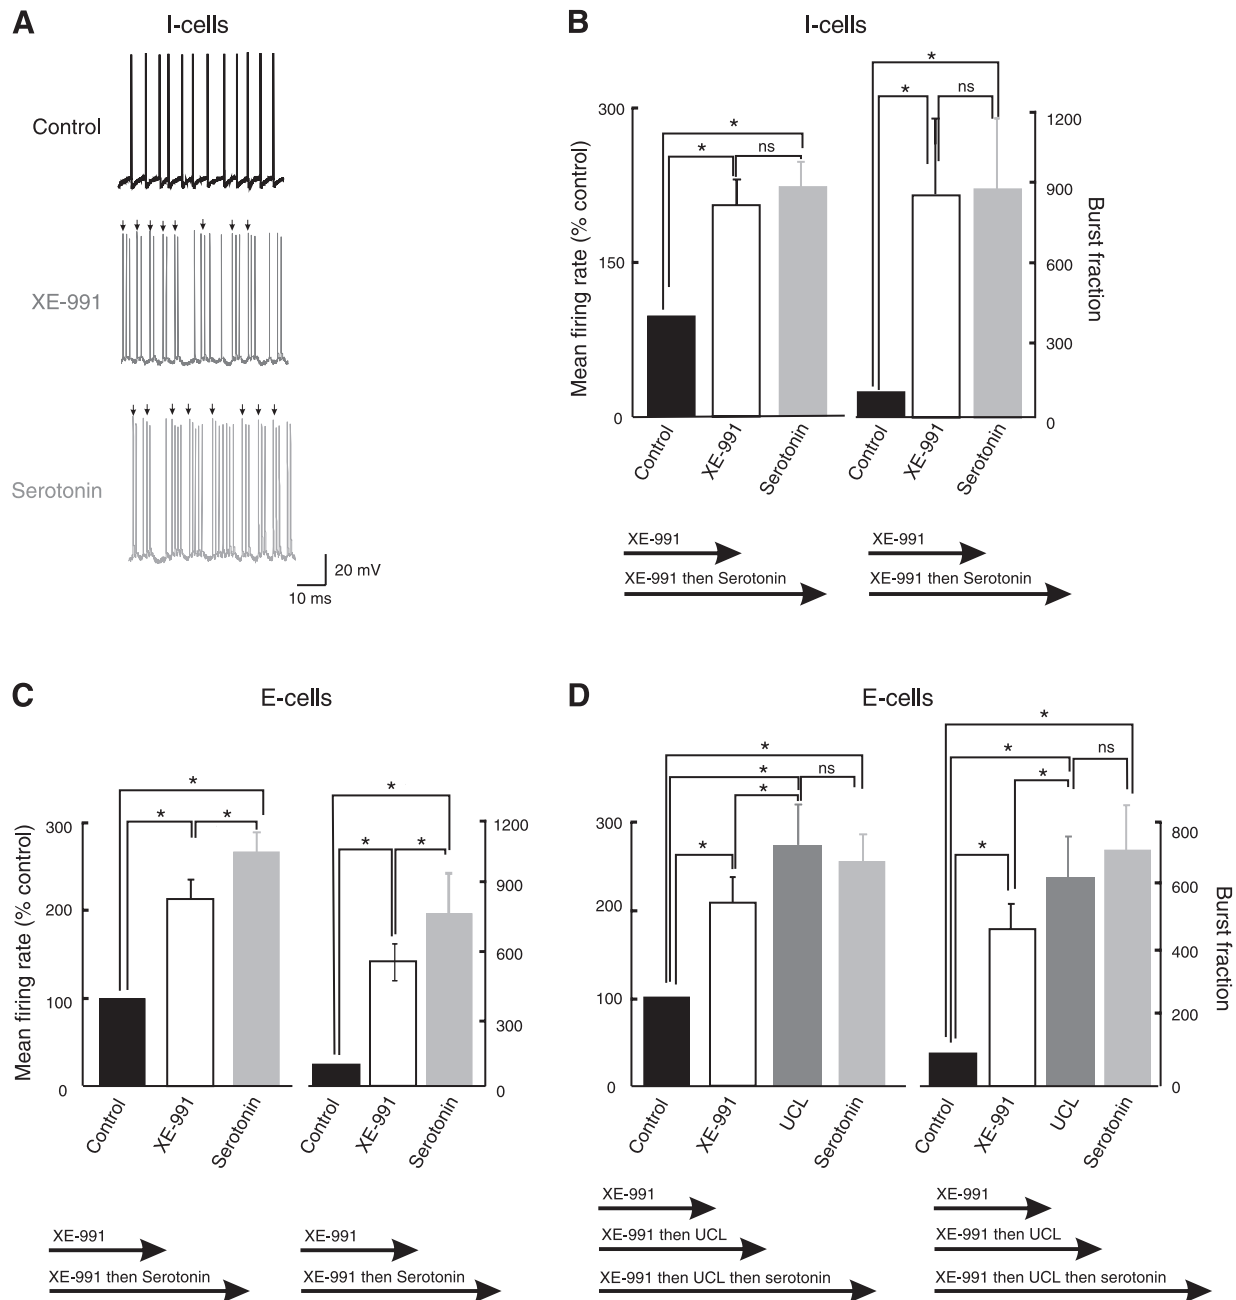 A
I-cells
Control
XE-991
Serotonin
20 mV
10 ms
B
I-cells
Mean firing rate (% control)
300
150
0
*
*
ns
Control
XE-991
Serotonin
*
*
ns
1200
900
600
300
0
Burst fraction
Control
XE-991
Serotonin
XE-991
XE-991 then Serotonin
XE-991
XE-991 then Serotonin
C
E-cells
Mean firing rate (% control)
300
200
100
0
*
*
*
Control
XE-991
Serotonin
*
*
*
1200
900
600
300
0
Control
XE-991
Serotonin
XE-991
XE-991 then Serotonin
XE-991
XE-991 then Serotonin
D
E-cells
300
200
100
0
*
*
ns
*
*
Control
XE-991
UCL
Serotonin
*
*
ns
*
*
800
600
400
200
0
Burst fraction
Control
XE-991
UCL
Serotonin
XE-991
XE-991 then UCL
XE-991 then UCL then serotonin
XE-991
XE-991 then UCL
XE-991 then UCL then serotonin